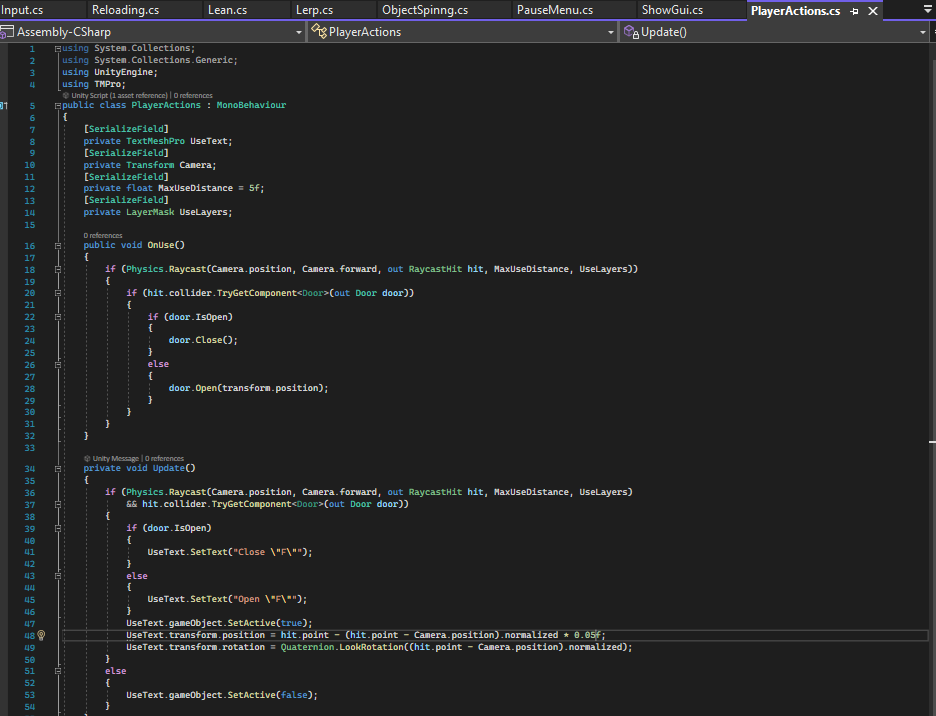 Input.cs Reloading.cs Lean.cs Lerp.cs ObjectSpinng.cs PauseMenu.cs ShowGui.cs PlayerActions.cs
Assembly-CSharp PlayerActions Update()
1 using System.Collections;
2 using System.Collections.Generic;
3 using UnityEngine;
4 using TMPro;
Unity Script (1 asset reference) | 0 references
5 public class PlayerActions : MonoBehaviour
6 {
7 [SerializeField]
8 private TextMeshPro UseText;
9 [SerializeField]
10 private Transform Camera;
11 [SerializeField]
12 private float MaxUseDistance = 5f;
13 [SerializeField]
14 private LayerMask UseLayers;
15
0 references
16 public void OnUse()
17 {
18 if (Physics.Raycast(Camera.position, Camera.forward, out RaycastHit hit, MaxUseDistance, UseLayers))
19 {
20 if (hit.collider.TryGetComponent<Door>(out Door door))
21 {
22 if (door.IsOpen)
23 {
24 door.Close();
25 }
26 else
27 {
28 door.Open(transform.position);
29 }
30 }
31 }
32 }
33
Unity Message | 0 references
34 private void Update()
35 {
36 if (Physics.Raycast(Camera.position, Camera.forward, out RaycastHit hit, MaxUseDistance, UseLayers)
37 && hit.collider.TryGetComponent<Door>(out Door door))
38 {
39 if (door.IsOpen)
40 {
41 UseText.SetText("Close \"F\"");
42 }
43 else
44 {
45 UseText.SetText("Open \"F\"");
46 }
47 UseText.gameObject.SetActive(true);
48 UseText.transform.position = hit.point - (hit.point - Camera.position).normalized * 0.05f;
49 UseText.transform.rotation = Quaternion.LookRotation((hit.point - Camera.position).normalized);
50 }
51 else
52 {
53 UseText.gameObject.SetActive(false);
54 }